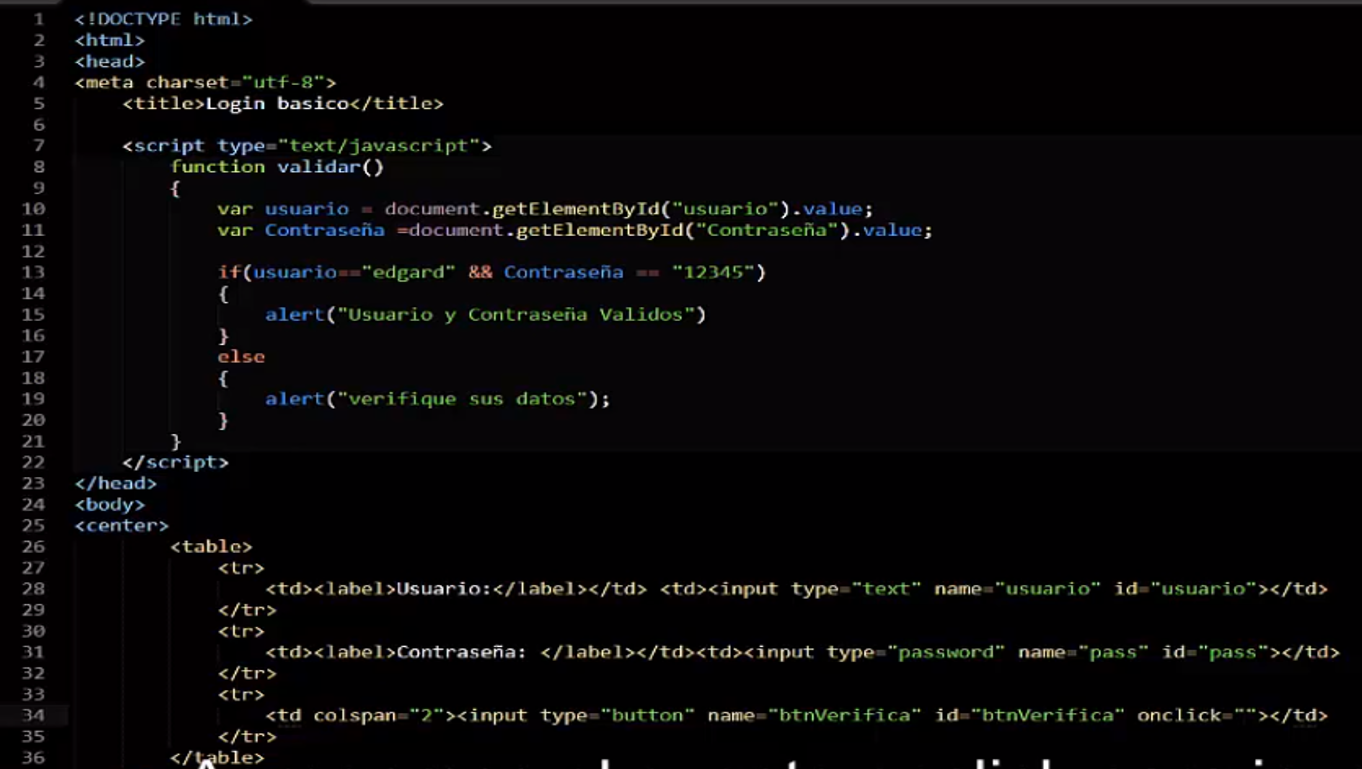 1 <!DOCTYPE html>
2 <html>
3 <head>
4 <meta charset="utf-8">
5 <title>Login basico</title>
6
7 <script type="text/javascript">
8 function validar()
9 {
10 var usuario = document.getElementById("usuario").value;
11 var Contraseña =document.getElementById("Contraseña").value;
12
13 if(usuario=="edgard" && Contraseña == "12345")
14 {
15 alert("Usuario y Contraseña Validos")
16 }
17 else
18 {
19 alert("verifique sus datos");
20 }
21 }
22 </script>
23 </head>
24 <body>
25 <center>
26 <table>
27 <tr>
28 <td><label>Usuario:</label></td> <td><input type="text" name="usuario" id="usuario"></td>
29 </tr>
30 <tr>
31 <td><label>Contraseña: </label></td><td><input type="password" name="pass" id="pass"></td>
32 </tr>
33 <tr>
34 <td colspan="2"><input type="button" name="btnVerifica" id="btnVerifica" onclick=""></td>
35 </tr>
36 </table>